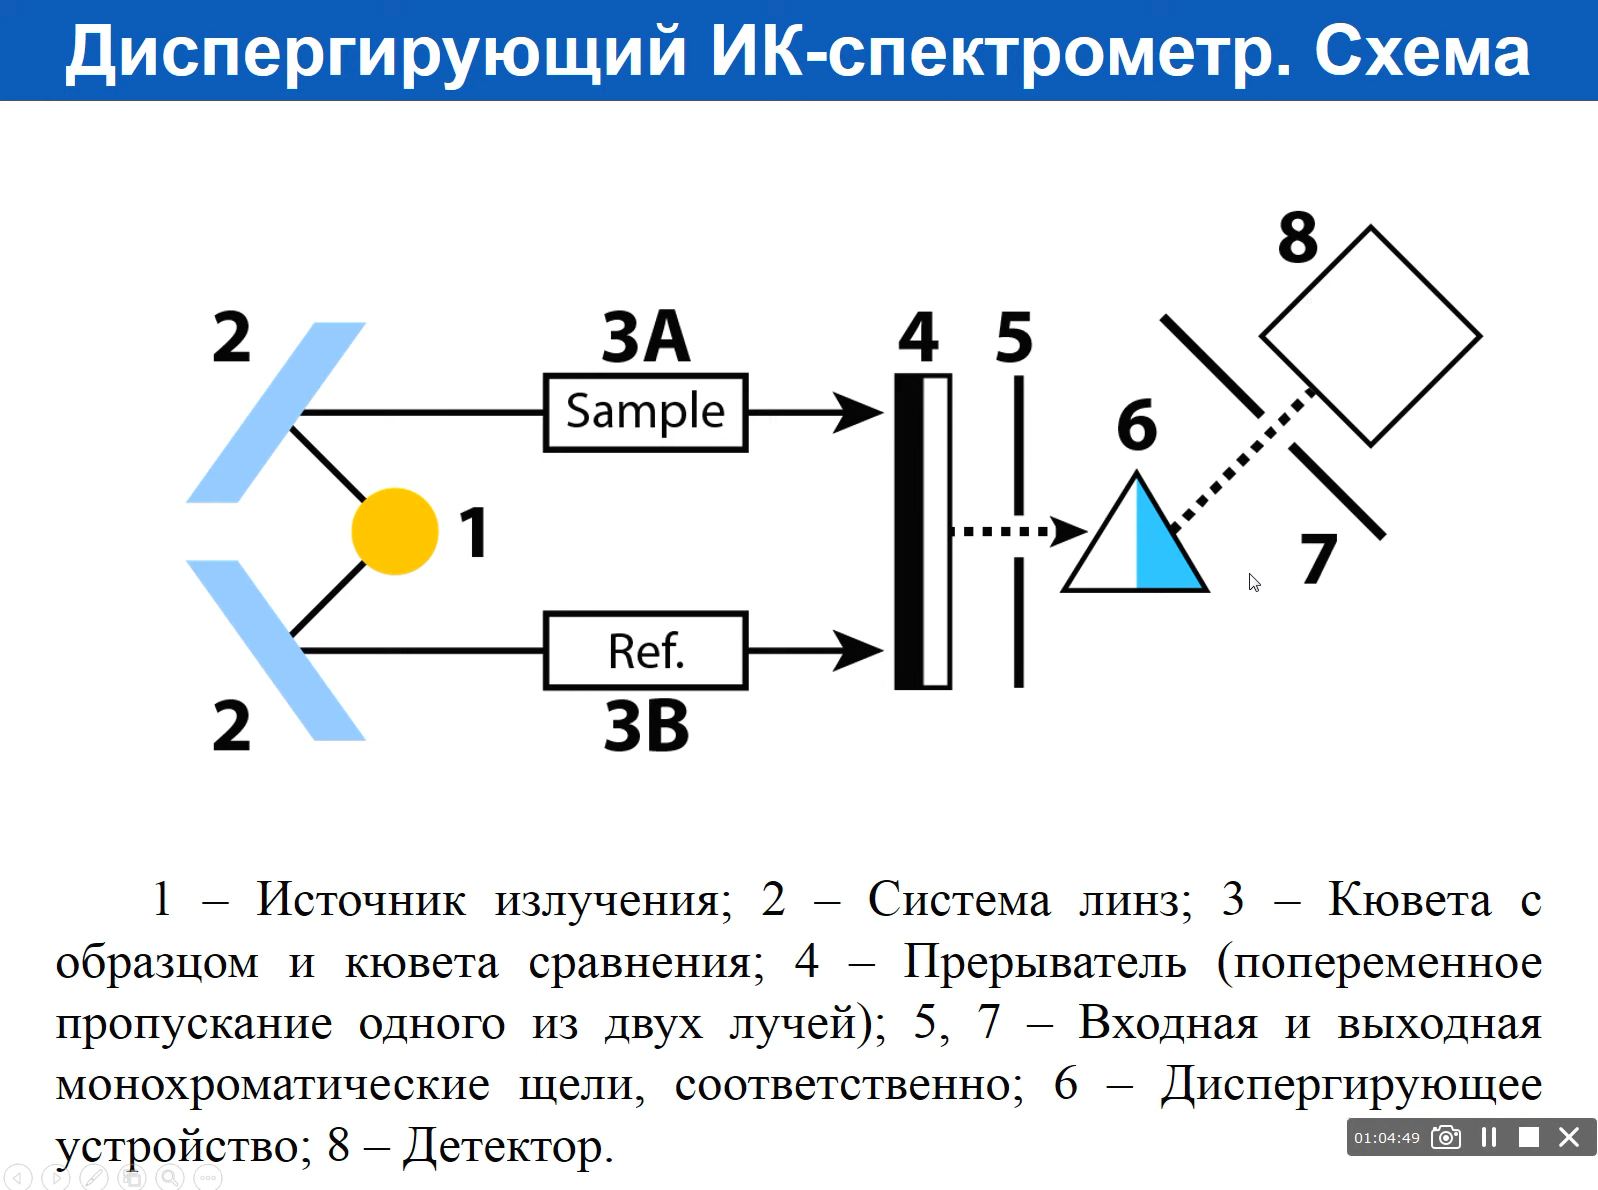 Диспергирующий ИК-спектрометр. Схема
8
2
3A
4
5
Sample
6
1
7
Ref.
2
3B
1 – Источник излучения; 2 – Система линз; 3 – Кювета с
образцом и кювета сравнения; 4 – Прерыватель (попеременное
пропускание одного из двух лучей); 5, 7 – Входная и выходная
монохроматические щели, соответственно; 6 – Диспергирующее
устройство; 8 – Детектор.
01:04:49